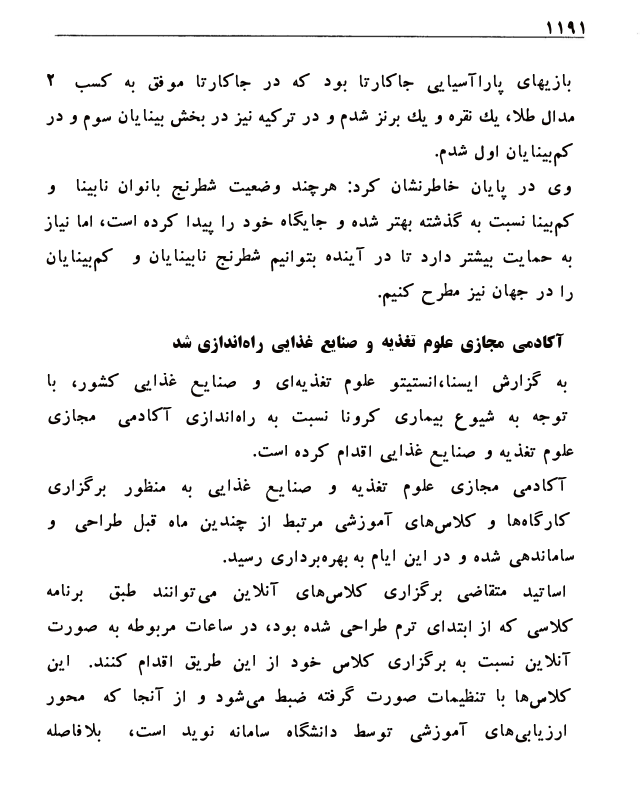 ۱۱۹۱
بازیهای پاراآسیایی جاکارتا بود که در جاکارتا موفق به کسب ۲
مدال طلا، یك نقره و یك برنز شدم و در ترکیه نیز در بخش بینایان سوم و در
کم‌بینایان اول شدم.
وی در پایان خاطرنشان کرد: هرچند وضعیت شطرنج بانوان نابینا و
کم‌بینا نسبت به گذشته بهتر شده و جایگاه خود را پیدا کرده است، اما نیاز
به حمایت بیشتر دارد تا در آینده بتوانیم شطرنج نابینایان و کم‌بینایان
را در جهان نیز مطرح کنیم.
آکادمی مجازی علوم تغذیه و صنایع غذایی راه‌اندازی شد
به گزارش ایسنا،انستیتو علوم تغذیه‌ای و صنایع غذایی کشور، با
توجه به شیوع بیماری کرونا نسبت به راه‌اندازی آکادمی مجازی
علوم تغذیه و صنایع غذایی اقدام کرده است.
آکادمی مجازی علوم تغذیه و صنایع غذایی به منظور برگزاری
کارگاه‌ها و کلاس‌های آموزشی مرتبط از چندین ماه قبل طراحی و
ساماندهی شده و در این ایام به بهره‌برداری رسید.
اساتید متقاضی برگزاری کلاس‌های آنلاین می‌توانند طبق برنامه
کلاسی که از ابتدای ترم طراحی شده بود، در ساعات مربوطه به صورت
آنلاین نسبت به برگزاری کلاس خود از این طریق اقدام کنند. این
کلاس‌ها با تنظیمات صورت گرفته ضبط می‌شود و از آنجا که محور
ارزیابی‌های آموزشی توسط دانشگاه سامانه نوید است، بلافاصله